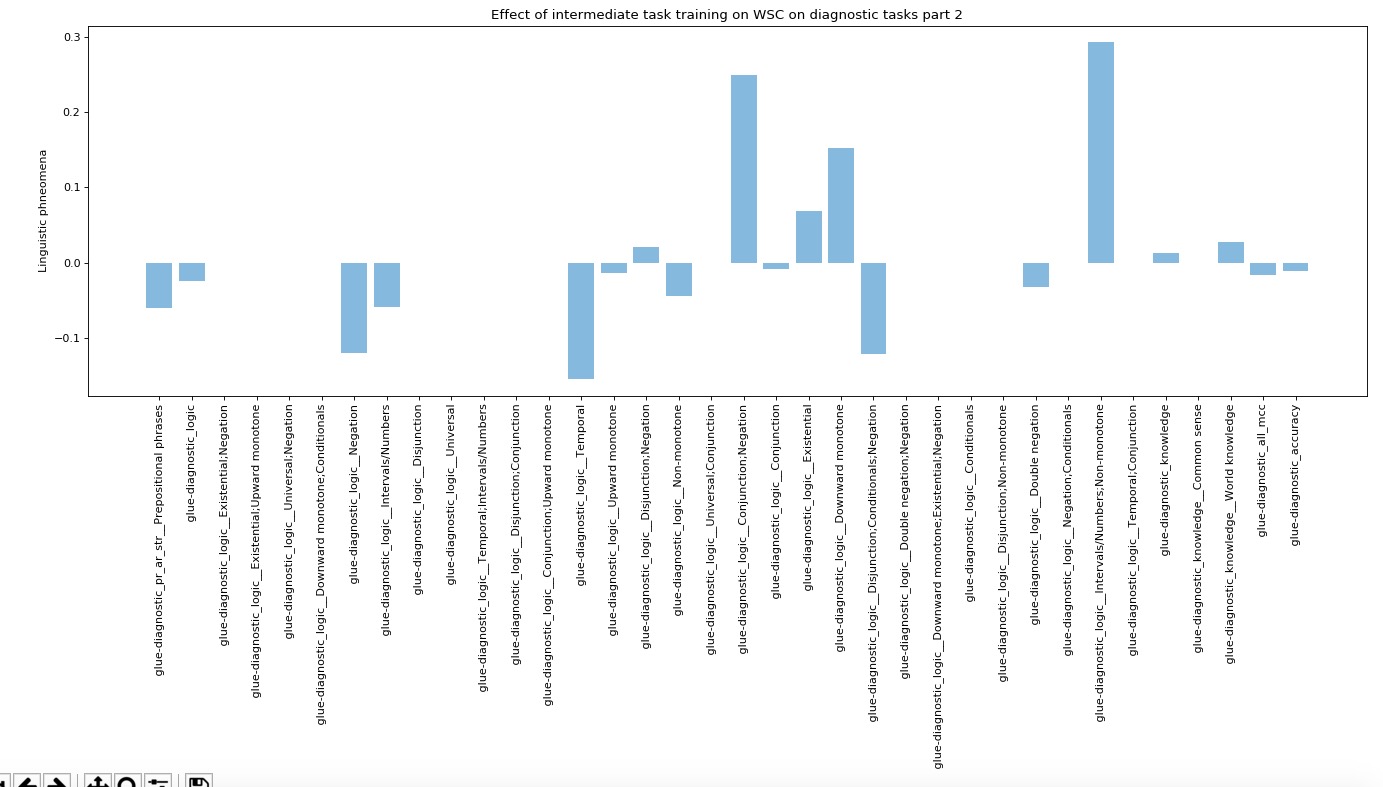 Effect of intermediate task training on WSC on diagnostic tasks part 2
Linguistic phneomena
0.3
0.2
0.1
0.0
−0.1
glue-diagnostic_pr_ar_str__Prepositional phrases
glue-diagnostic_logic
glue-diagnostic_logic__Existential;Negation
glue-diagnostic_logic__Existential;Upward monotone
glue-diagnostic_logic__Universal;Negation
glue-diagnostic_logic__Downward monotone;Conditionals
glue-diagnostic_logic__Negation
glue-diagnostic_logic__Intervals/Numbers
glue-diagnostic_logic__Disjunction
glue-diagnostic_logic__Universal
glue-diagnostic_logic__Temporal;Intervals/Numbers
glue-diagnostic_logic__Disjunction;Conjunction
glue-diagnostic_logic__Conjunction;Upward monotone
glue-diagnostic_logic__Temporal
glue-diagnostic_logic__Upward monotone
glue-diagnostic_logic__Disjunction;Negation
glue-diagnostic_logic__Non-monotone
glue-diagnostic_logic__Universal;Conjunction
glue-diagnostic_logic__Conjunction;Negation
glue-diagnostic_logic__Conjunction
glue-diagnostic_logic__Existential
glue-diagnostic_logic__Downward monotone
glue-diagnostic_logic__Disjunction;Conditionals;Negation
glue-diagnostic_logic__Double negation;Negation
glue-diagnostic_logic__Downward monotone;Existential;Negation
glue-diagnostic_logic__Conditionals
glue-diagnostic_logic__Disjunction;Non-monotone
glue-diagnostic_logic__Double negation
glue-diagnostic_logic__Negation;Conditionals
glue-diagnostic_logic__Intervals/Numbers;Non-monotone
glue-diagnostic_logic__Temporal;Conjunction
glue-diagnostic_knowledge
glue-diagnostic_knowledge__Common sense
glue-diagnostic_knowledge__World knowledge
glue-diagnostic_all_mcc
glue-diagnostic_accuracy